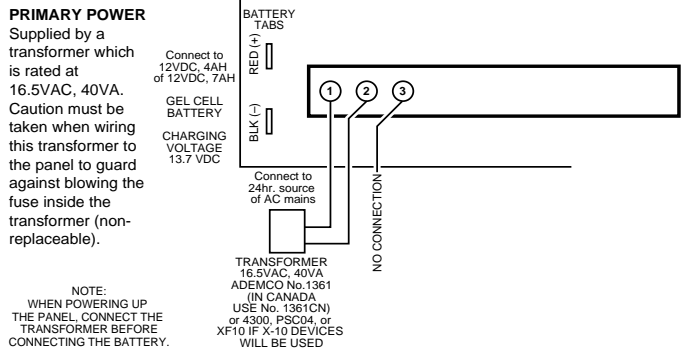 PRIMARY POWER
Supplied by a
transformer which
is rated at
16.5VAC, 40VA.
Caution must be
taken when wiring
this transformer to
the panel to guard
against blowing the
fuse inside the
transformer (non-
replaceable).
NOTE:
WHEN POWERING UP
THE PANEL, CONNECT THE
TRANSFORMER BEFORE
CONNECTING THE BATTERY.
BATTERY
TABS
RED (+)
BLK (–)
Connect to
12VDC, 4AH
of 12VDC, 7AH
GEL CELL
BATTERY
CHARGING
VOLTAGE
13.7 VDC
1 2 3
Connect to
24hr. source
of AC mains
NO CONNECTION
TRANSFORMER
16.5VAC, 40VA
ADEMCO No.1361
(IN CANADA
USE No. 1361CN)
or 4300, PSC04, or
XF10 IF X-10 DEVICES
WILL BE USED